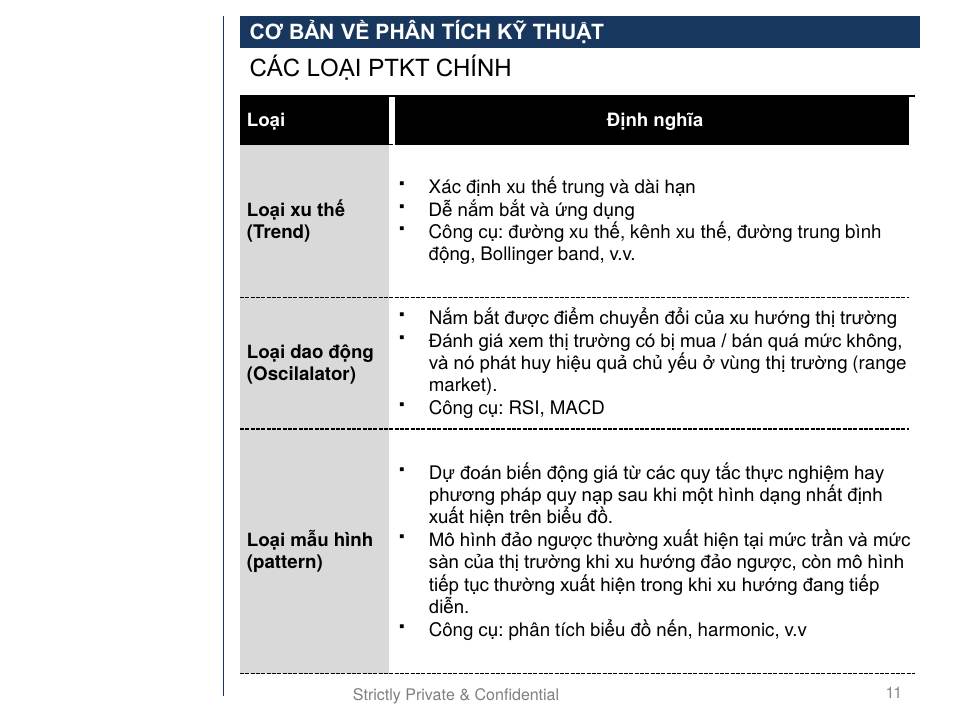 CƠ BẢN VỀ PHÂN TÍCH KỸ THUẬT
CÁC LOẠI PTKT CHÍNH
Loại
Định nghĩa
Loại xu thế
(Trend)
▪ Xác định xu thế trung và dài hạn
▪ Dễ nắm bắt và ứng dụng
▪ Công cụ: đường xu thế, kênh xu thế, đường trung bình
động, Bollinger band, v.v.
Loại dao động
(Oscilalator)
▪ Nắm bắt được điểm chuyển đổi của xu hướng thị trường
▪ Đánh giá xem thị trường có bị mua / bán quá mức không,
và nó phát huy hiệu quả chủ yếu ở vùng thị trường (range
market).
▪ Công cụ: RSI, MACD
Loại mẫu hình
(pattern)
▪ Dự đoán biến động giá từ các quy tắc thực nghiệm hay
phương pháp quy nạp sau khi một hình dạng nhất định
xuất hiện trên biểu đồ.
▪ Mô hình đảo ngược thường xuất hiện tại mức trần và mức
sàn của thị trường khi xu hướng đảo ngược, còn mô hình
tiếp tục thường xuất hiện trong khi xu hướng đang tiếp
diễn.
▪ Công cụ: phân tích biểu đồ nến, harmonic, v.v
Strictly Private & Confidential
11